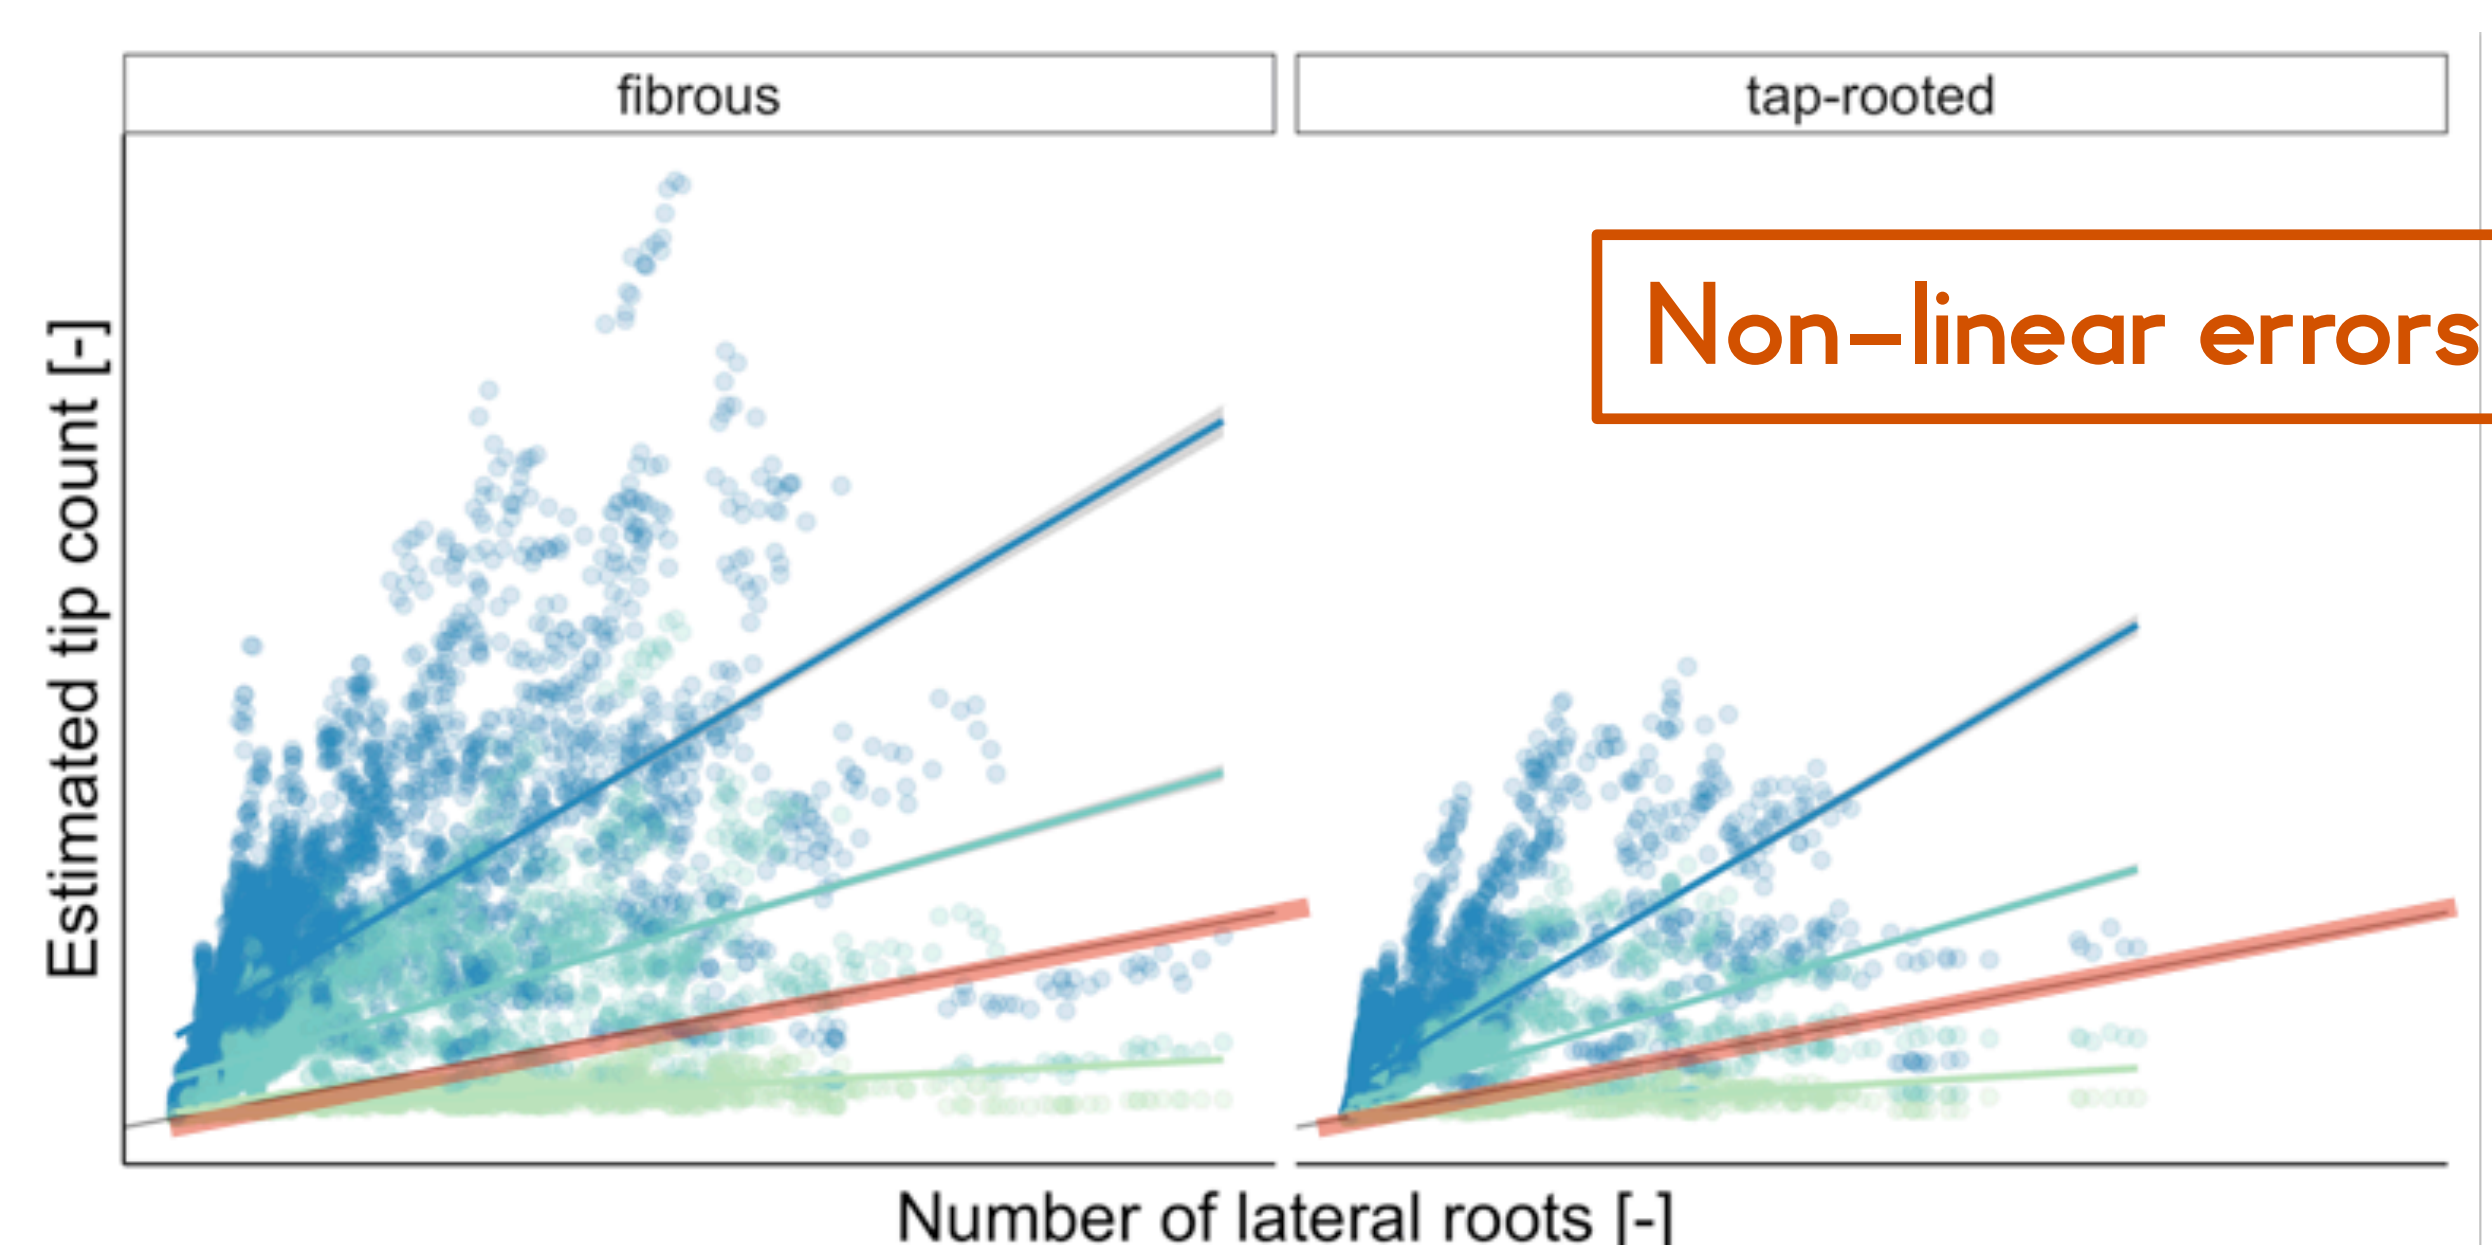 fibrous
tap-rooted
Non-linear errors
Estimated tip count [-]
Number of lateral roots [-]